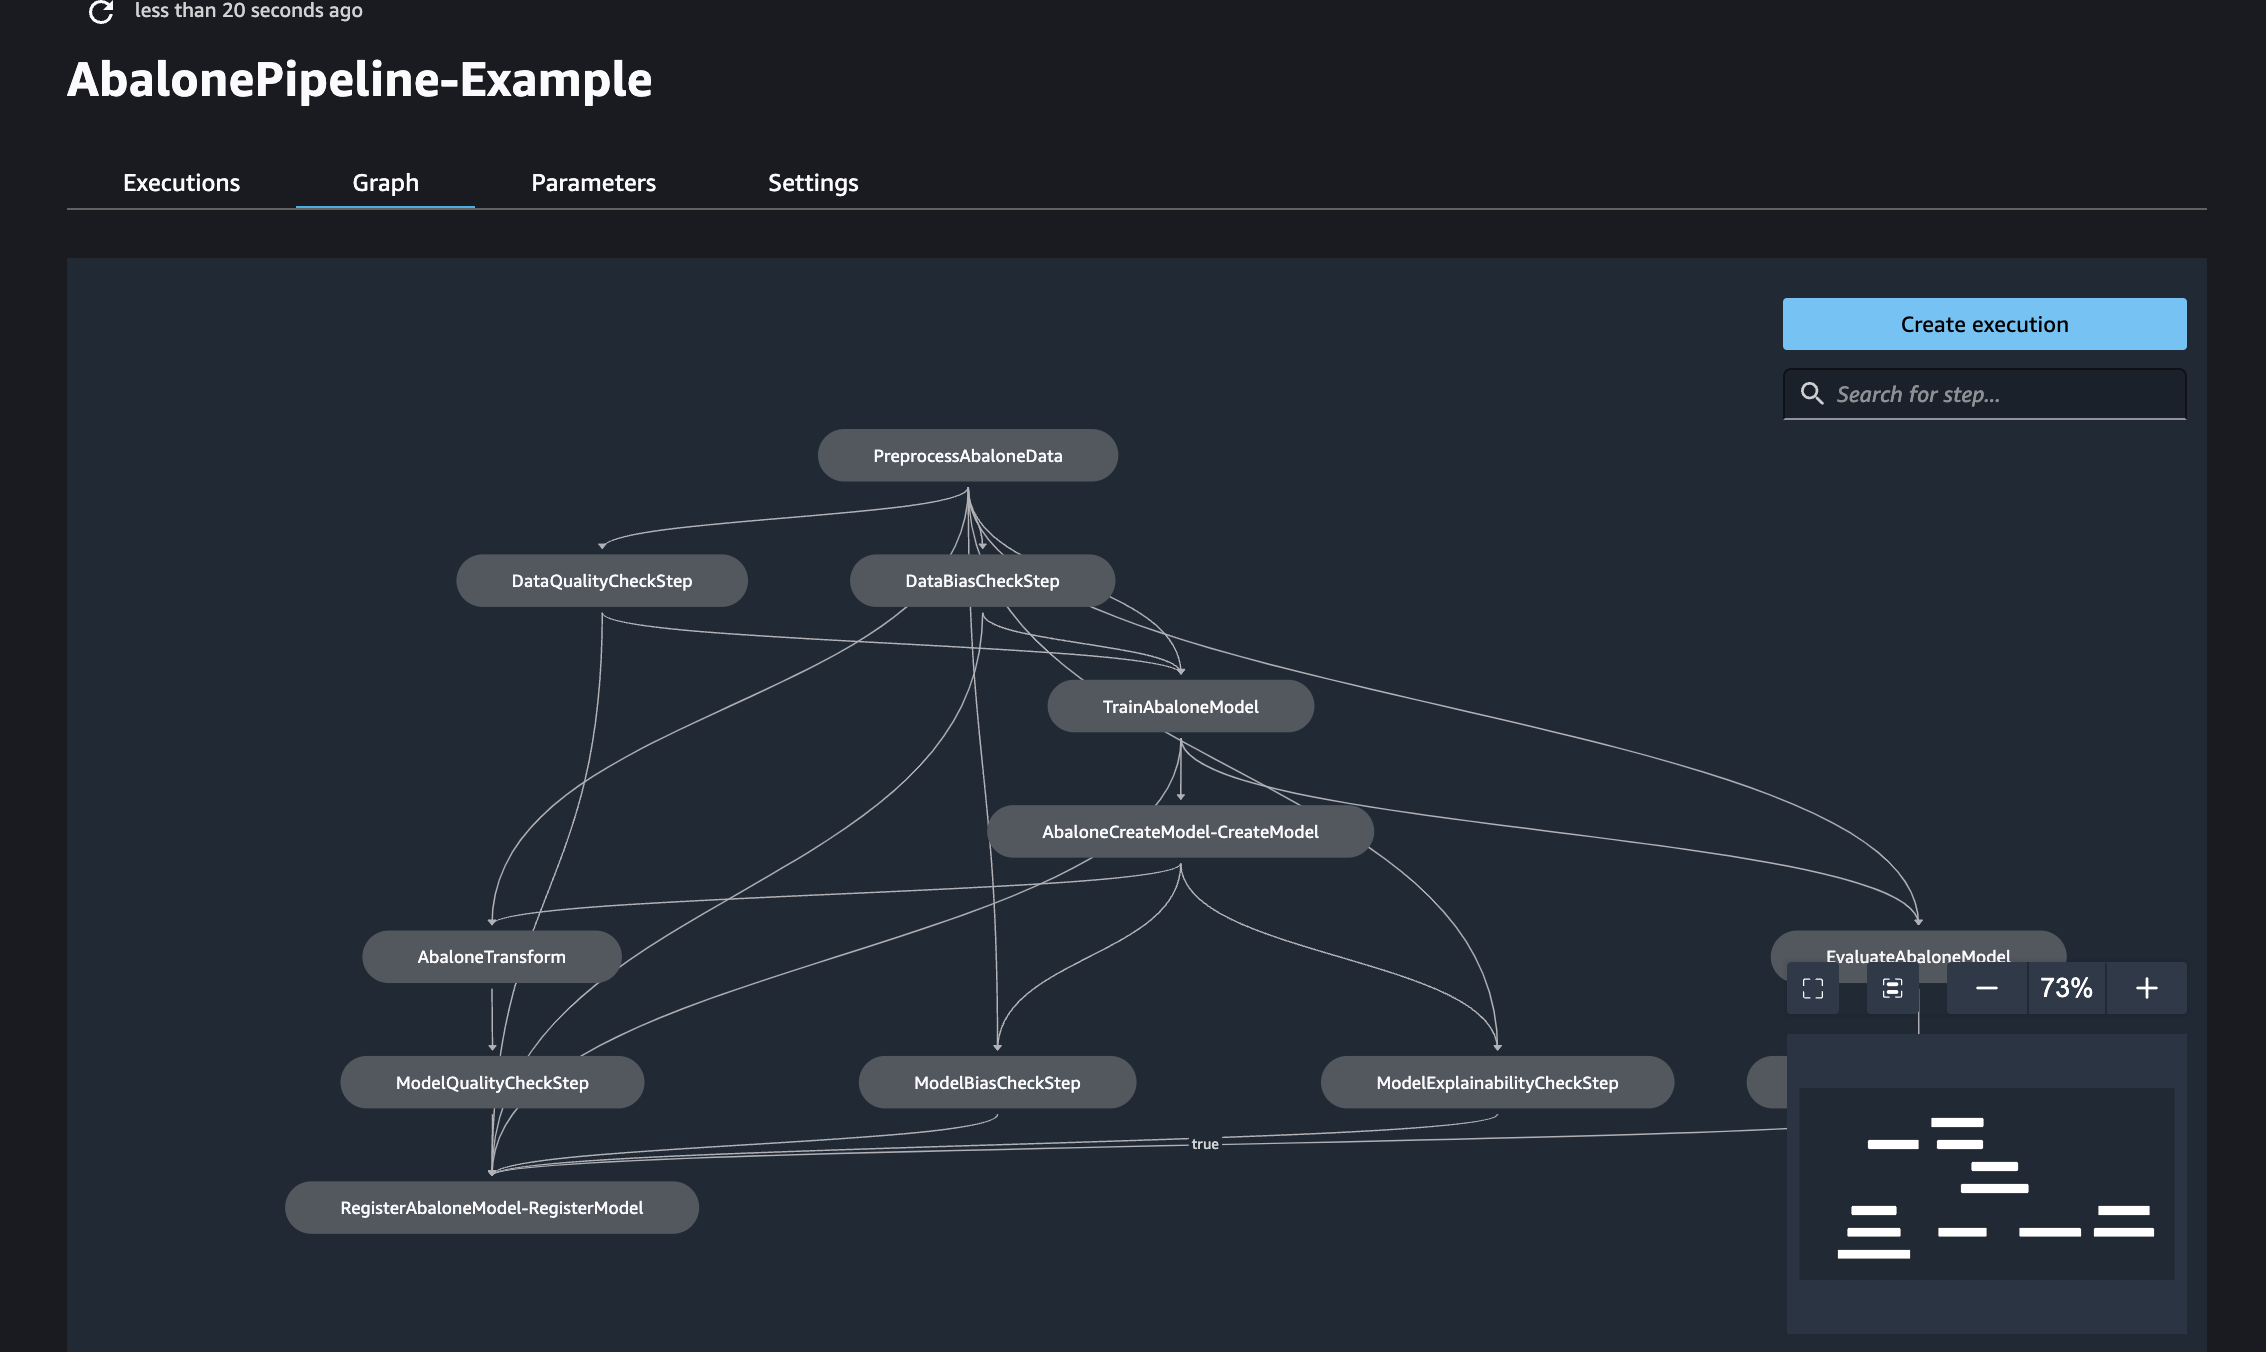 less than 20 seconds ago
AbalonePipeline-Example
Executions Graph Parameters Settings
Create execution
Search for step...
PreprocessAbaloneData
DataQualityCheckStep DataBiasCheckStep
TrainAbaloneModel
AbaloneCreateModel-CreateModel
AbaloneTransform EvaluateAbaloneModel
73%
ModelQualityCheckStep ModelBiasCheckStep ModelExplainabilityCheckStep
true
RegisterAbaloneModel-RegisterModel